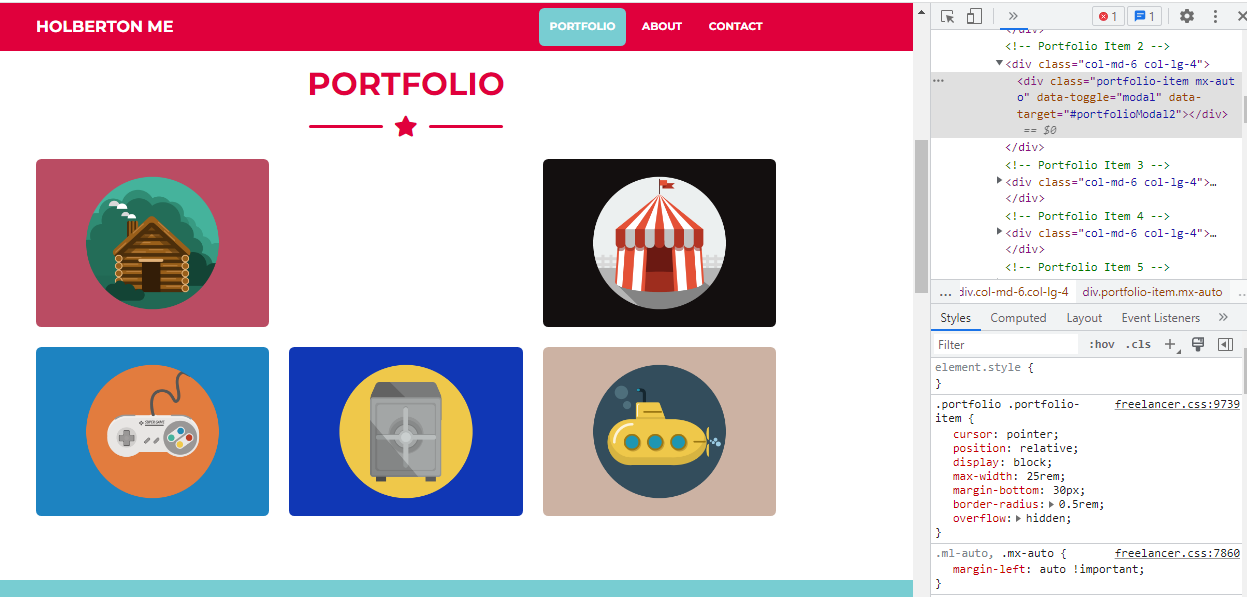 HOLBERTON ME
PORTFOLIO
ABOUT
CONTACT
PORTFOLIO
» 1 1
</div>
<!-- Portfolio Item 2 -->
▼<div class="col-md-6 col-lg-4">
<div class="portfolio-item mx-aut
o" data-toggle="modal" data-
target="#portfolioModal2"></div>
== $0
</div>
<!-- Portfolio Item 3 -->
▶<div class="col-md-6 col-lg-4">…
</div>
<!-- Portfolio Item 4 -->
▶<div class="col-md-6 col-lg-4">…
</div>
<!-- Portfolio Item 5 -->
... div.col-md-6.col-lg-4 div.portfolio-item.mx-auto ...
Styles Computed Layout Event Listeners »
Filter :hov .cls +
element.style {
}
.portfolio .portfolio- freelancer.css:9739
item {
cursor: pointer;
position: relative;
display: block;
max-width: 25rem;
margin-bottom: 30px;
border-radius:▶ 0.5rem;
overflow:▶ hidden;
}
.ml-auto, .mx-auto { freelancer.css:7860
margin-left: auto !important;
}